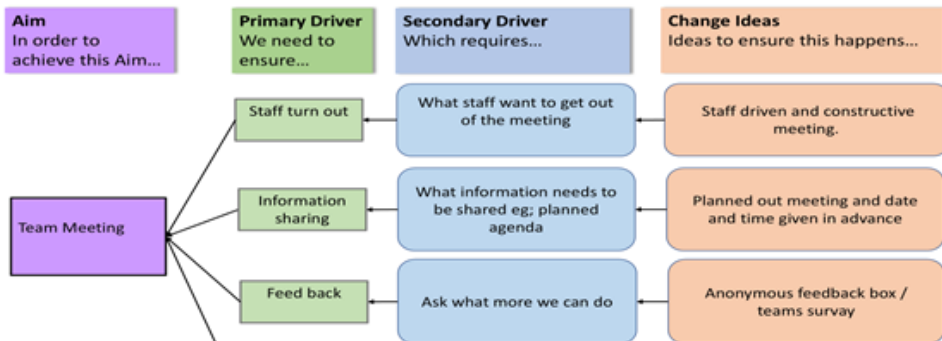 Aim
In order to
achieve this Aim...
Primary Driver
We need to
ensure...
Secondary Driver
Which requires...
Change Ideas
Ideas to ensure this happens...
Team Meeting
Staff turn out
What staff want to get out
of the meeting
Staff driven and constructive
meeting.
Information
sharing
What information needs to
be shared eg; planned
agenda
Planned out meeting and date
and time given in advance
Feed back
Ask what more we can do
Anonymous feedback box /
teams survay